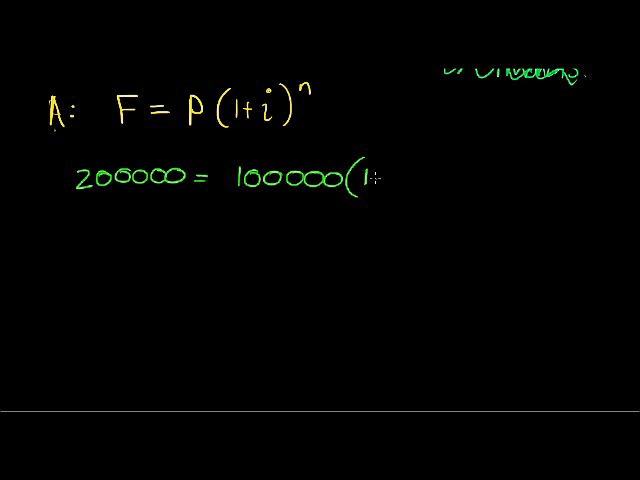 A: F = P(1+i)^n
200000 = 100000(1+